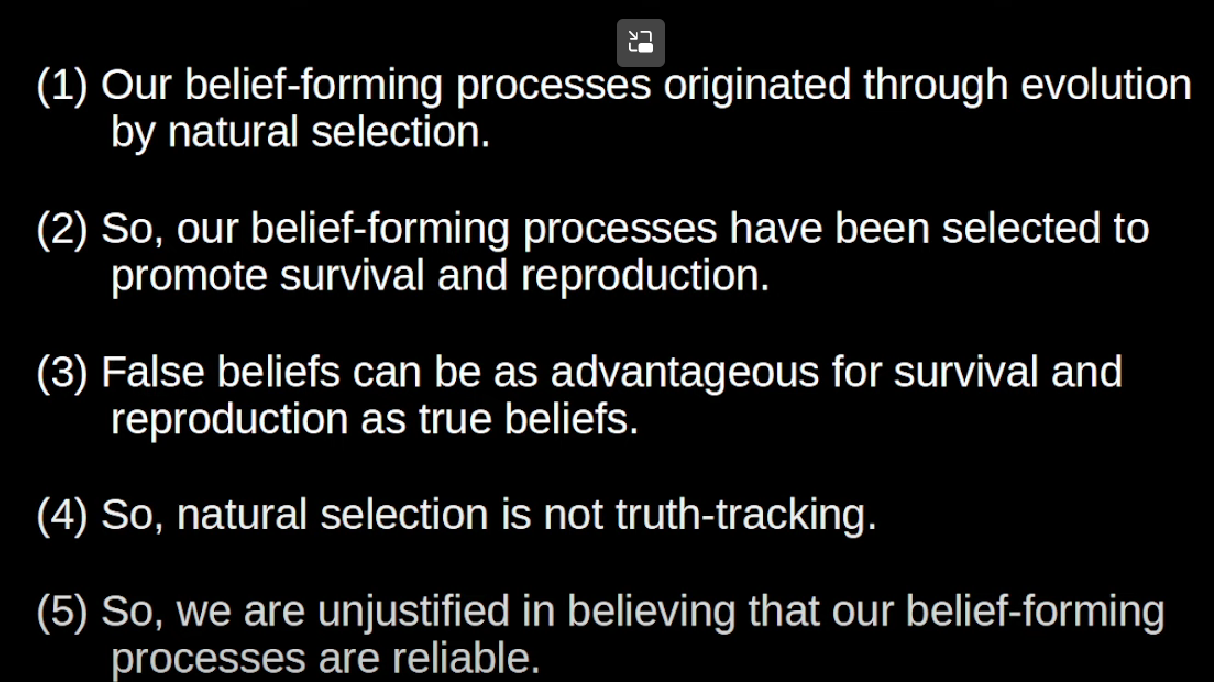 (1) Our belief-forming processes originated through evolution
by natural selection.
(2) So, our belief-forming processes have been selected to
promote survival and reproduction.
(3) False beliefs can be as advantageous for survival and
reproduction as true beliefs.
(4) So, natural selection is not truth-tracking.
(5) So, we are unjustified in believing that our belief-forming
processes are reliable.